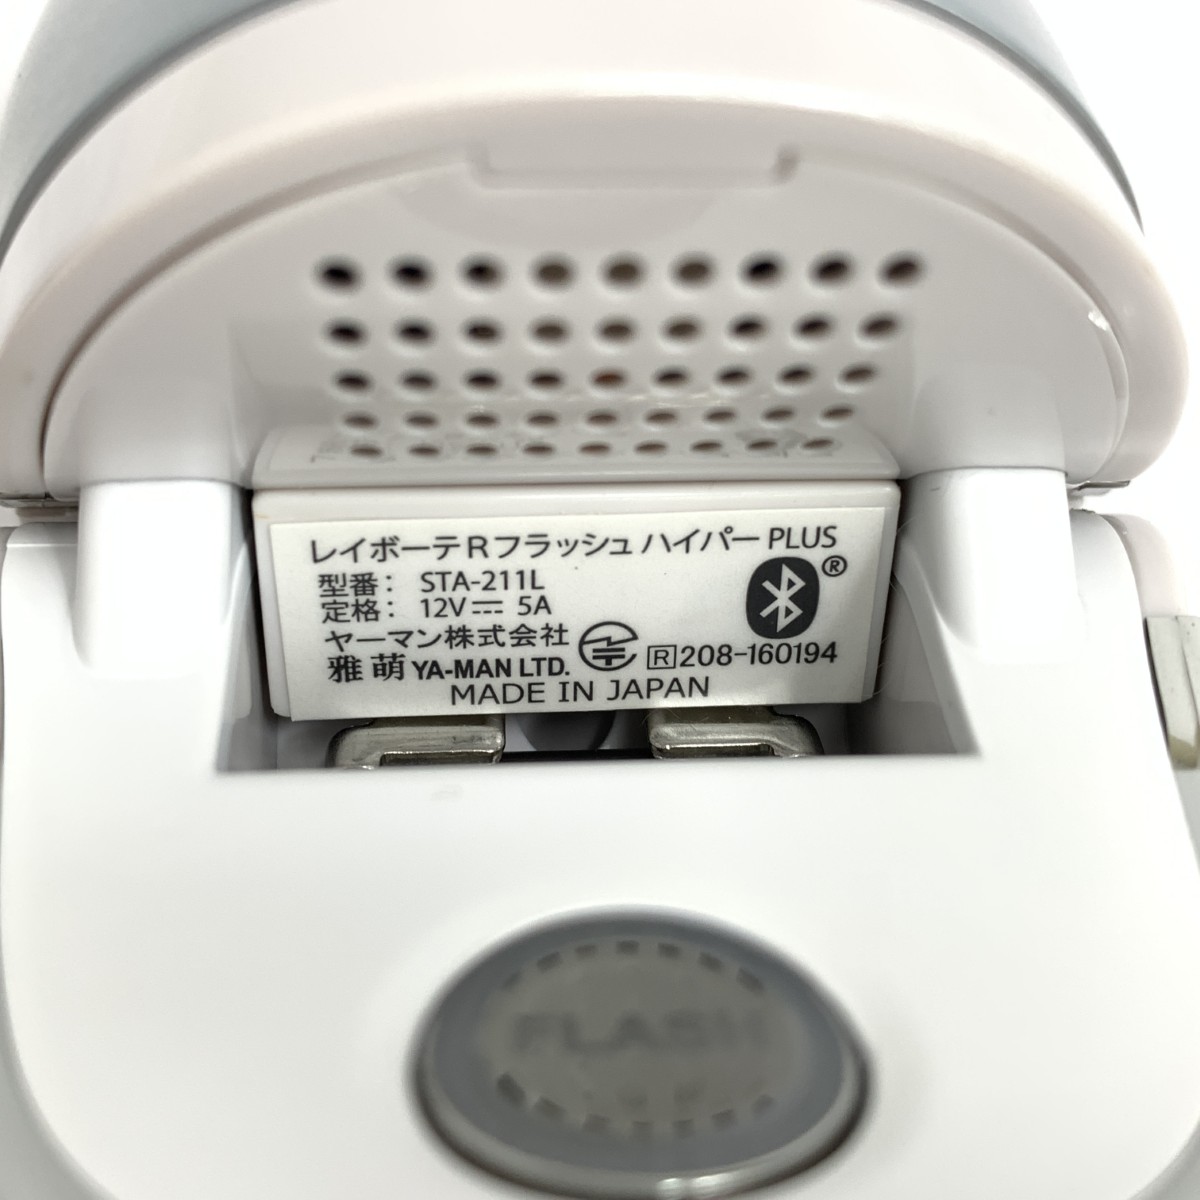 レイボーテRフラッシュ ハイパー PLUS
型番： STA-211L
定格： 12V⎓ 5A
ヤーマン株式会社
雅萌 YA-MAN LTD.
®
R 208-160194
MADE IN JAPAN
FLASH